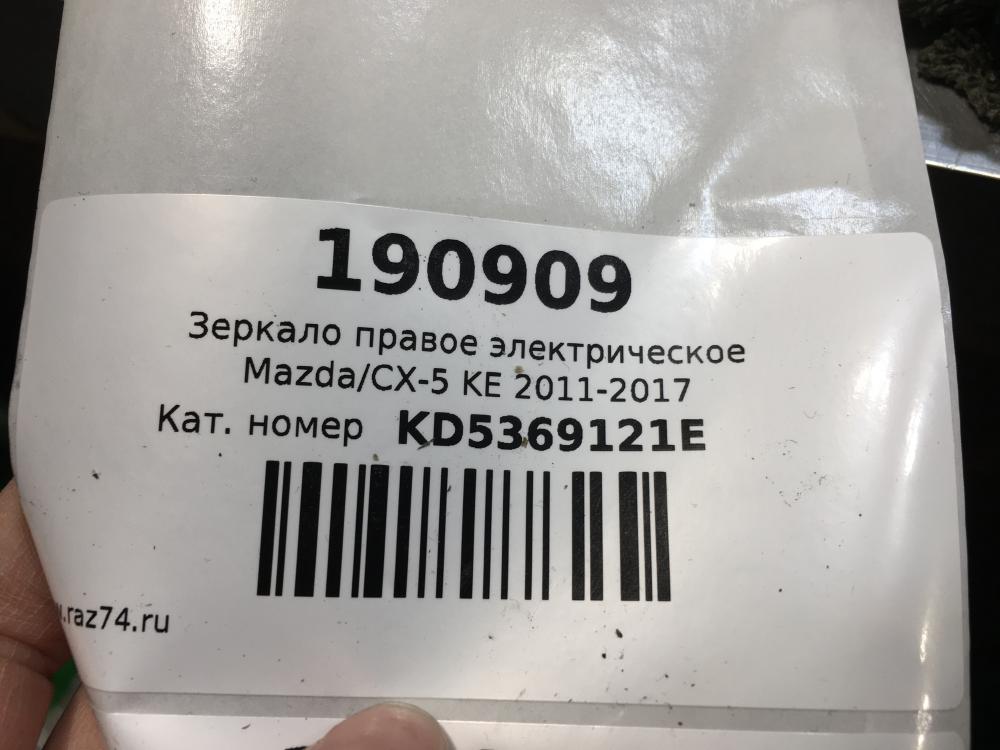 190909
Зеркало правое электрическое
Mazda/CX-5 KE 2011-2017
Кат. номер KD5369121E
.raz74.ru